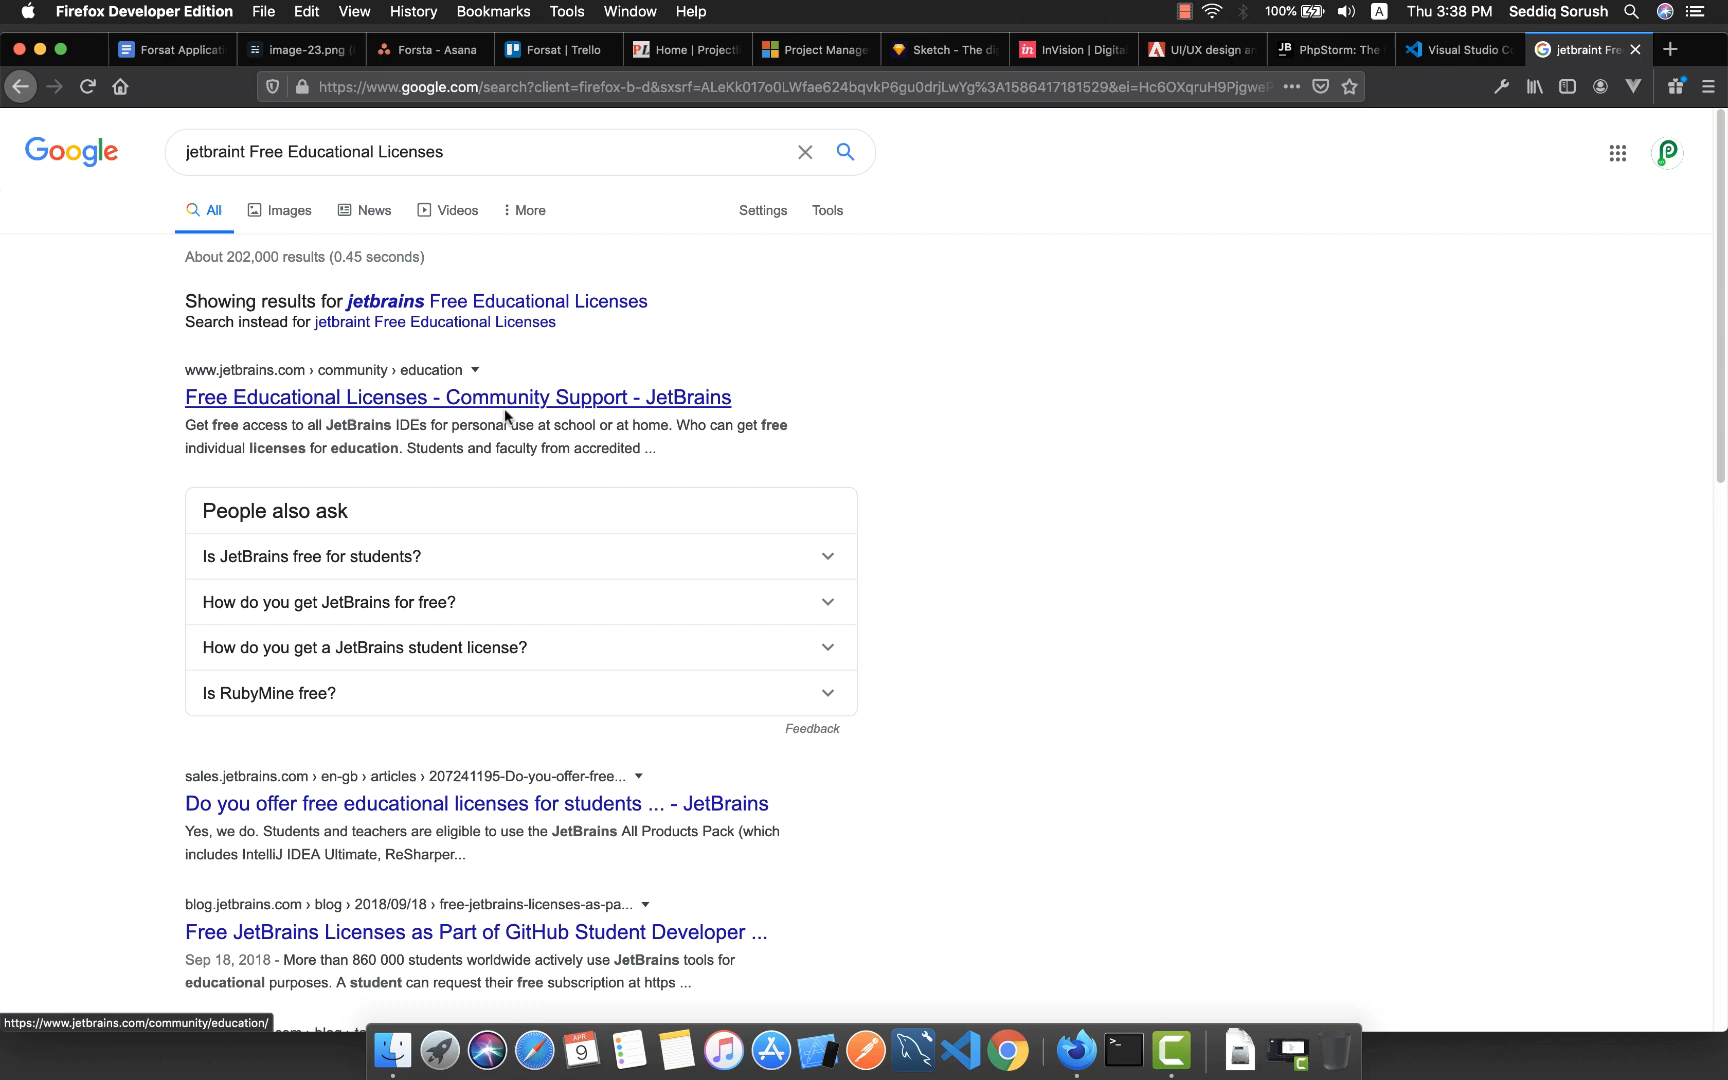 Firefox Developer Edition File Edit View History Bookmarks Tools Window Help 100% A Thu 3:38 PM Seddiq Sorush
Forsat Applicati image-23.png ( Forsta - Asana Forsat | Trello Home | Projectl Project Manage Sketch - The di InVision | Digita UI/UX design an PhpStorm: The Visual Studio Co jetbraint Fre
https://www.google.com/search?client=firefox-b-d&sxsrf=ALeKk017o0LWfae624bqvkP6gu0drjLwYg%3A1586417181529&ei=Hc6OXqruH9PjgweP
Google
jetbraint Free Educational Licenses
All Images News Videos More Settings Tools
About 202,000 results (0.45 seconds)
Showing results for jetbrains Free Educational Licenses
Search instead for jetbraint Free Educational Licenses
www.jetbrains.com › community › education
Free Educational Licenses - Community Support - JetBrains
Get free access to all JetBrains IDEs for personal use at school or at home. Who can get free
individual licenses for education. Students and faculty from accredited ...
People also ask
Is JetBrains free for students?
How do you get JetBrains for free?
How do you get a JetBrains student license?
Is RubyMine free?
Feedback
sales.jetbrains.com › en-gb › articles › 207241195-Do-you-offer-free...
Do you offer free educational licenses for students ... - JetBrains
Yes, we do. Students and teachers are eligible to use the JetBrains All Products Pack (which
includes IntelliJ IDEA Ultimate, ReSharper...
blog.jetbrains.com › blog › 2018/09/18 › free-jetbrains-licenses-as-pa...
Free JetBrains Licenses as Part of GitHub Student Developer ...
Sep 18, 2018 - More than 860 000 students worldwide actively use JetBrains tools for
educational purposes. A student can request their free subscription at https ...
https://www.jetbrains.com/community/education/
APR
9